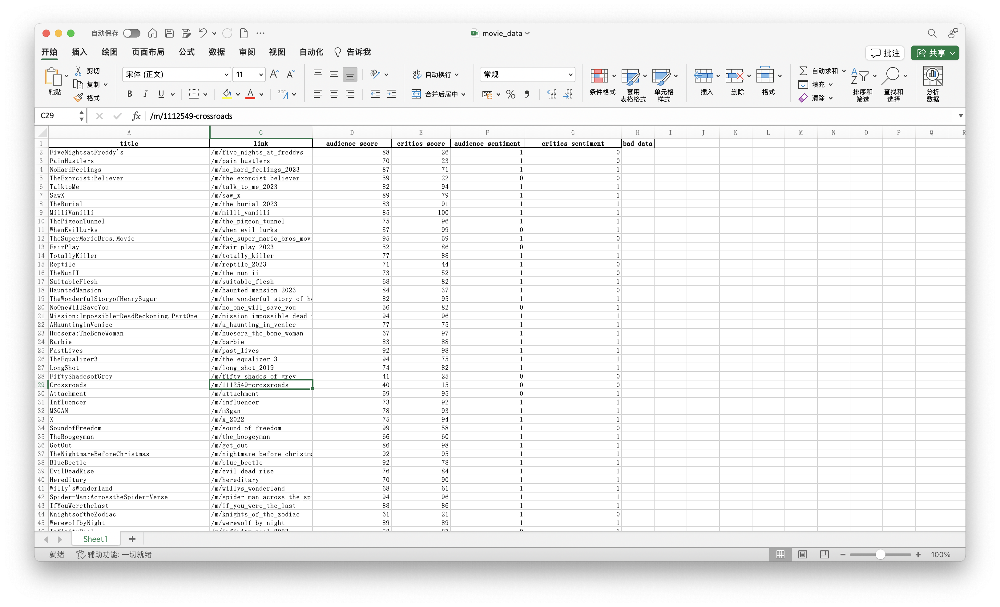 自动保存 movie_data
开始 插入 绘图 页面布局 公式 数据 审阅 视图 自动化 告诉我 批注 共享
粘贴 剪切 复制 格式 宋体 (正文) 11 自动换行 合并后居中 常规 条件格式 套用表格格式 单元格样式 插入 删除 格式 自动求和 填充 清除 排序和筛选 查找和选择 分析数据
C29 fx /m/1112549-crossroads
A C D E F G H I J K L M N O P Q R
1 title link audience score critics score audience sentiment critics sentiment bad data
2 FiveNightsatFreddy's /m/five_nights_at_freddys 88 26 1 0
3 PainHustlers /m/pain_hustlers 70 23 1 0
4 NoHardFeelings /m/no_hard_feelings_2023 87 71 1 1
5 TheExorcist:Believer /m/the_exorcist_believer 59 22 0 0
6 TalktoMe /m/talk_to_me_2023 82 94 1 1
7 SawX /m/saw_x 89 79 1 1
8 TheBurial /m/the_burial_2023 83 91 1 1
9 MilliVanilli /m/milli_vanilli 85 100 1 1
10 ThePigeonTunnel /m/the_pigeon_tunnel 75 96 1 1
11 WhenEvilLurks /m/when_evil_lurks 57 99 0 1
12 TheSuperMarioBros.Movie /m/the_super_mario_bros_mov 95 59 1 0
13 FairPlay /m/fair_play_2023 52 86 0 1
14 TotallyKiller /m/totally_killer 77 88 1 1
15 Reptile /m/reptile_2023 71 44 1 0
16 TheNunII /m/the_nun_ii 73 52 1 0
17 SuitableFlesh /m/suitable_flesh 68 82 1 1
18 HauntedMansion /m/haunted_mansion_2023 84 37 1 0
19 TheWonderfulStoryofHenrySugar /m/the_wonderful_story_of_he 82 95 1 1
20 NoOneWillSaveYou /m/no_one_will_save_you 56 82 0 1
21 Mission:Impossible-DeadReckoning,PartOne /m/mission_impossible_dead_ 94 96 1 1
22 AHauntinginVenice /m/a_haunting_in_venice 77 75 1 1
23 Huesera:TheBoneWoman /m/huesera_the_bone_woman 67 97 1 1
24 Barbie /m/barbie 83 88 1 1
25 PastLives /m/past_lives 92 98 1 1
26 TheEqualizer3 /m/the_equalizer_3 94 75 1 1
27 LongShot /m/long_shot_2019 74 82 1 1
28 FiftyShadesofGrey /m/fifty_shades_of_grey 41 25 0 0
29 Crossroads /m/1112549-crossroads 40 15 0 0
30 Attachment /m/attachment 59 95 0 1
31 Influencer /m/influencer 73 92 1 1
32 M3GAN /m/m3gan 78 93 1 1
33 X /m/x_2022 75 94 1 1
34 SoundofFreedom /m/sound_of_freedom 99 58 1 0
35 TheBoogeyman /m/the_boogeyman 66 60 1 1
36 GetOut /m/get_out 86 98 1 1
37 TheNightmareBeforeChristmas /m/nightmare_before_christma 92 95 1 1
38 BlueBeetle /m/blue_beetle 92 78 1 1
39 EvilDeadRise /m/evil_dead_rise 76 84 1 1
40 Hereditary /m/hereditary 70 90 1 1
41 Willy'sWonderland /m/willys_wonderland 68 61 1 1
42 Spider-Man:AcrosstheSpider-Verse /m/spider_man_across_the_sp 94 96 1 1
43 IfYouWeretheLast /m/if_you_were_the_last 88 86 1 1
44 KnightsoftheZodiac /m/knights_of_the_zodiac 61 21 1 0
45 WerewolfbyNight /m/werewolf_by_night 89 89 1 1
46 InfinityPool /m/infinity_pool_2023 52 87 0 1
Sheet1
就绪 辅助功能: 一切就绪 100%